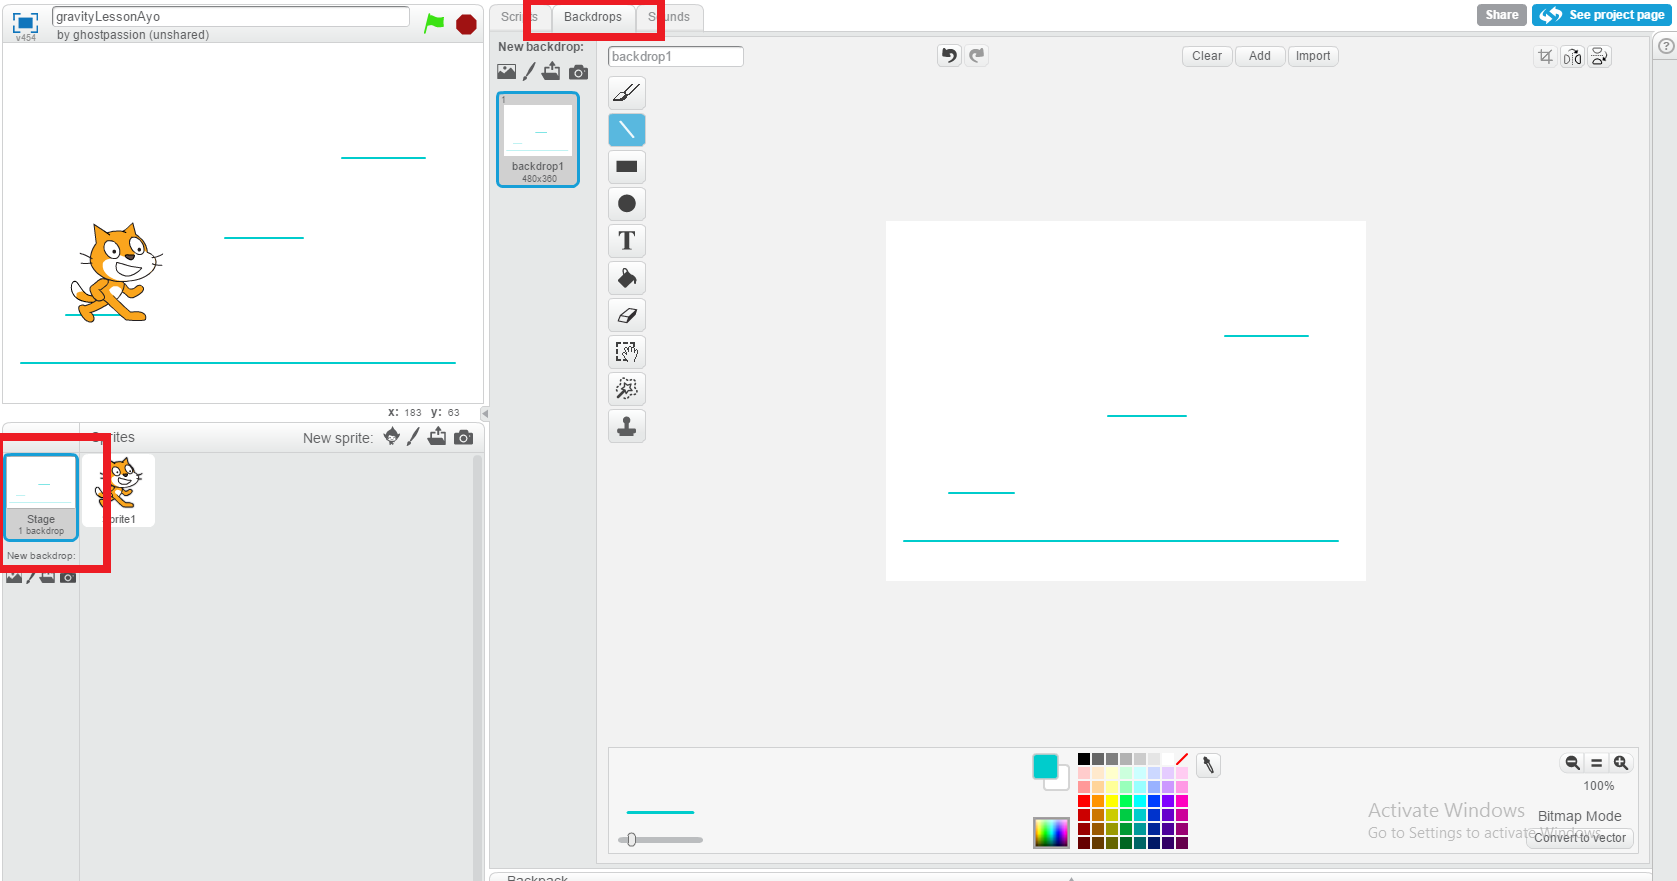 gravityLessonAyo
by ghostpassion (unshared)
v454
Scripts
Backdrops
Sounds
Share
See project page
?
New backdrop:
backdrop1
Clear
Add
Import
1
backdrop1
480x360
T
x: 183 y: 63
Sprites
New sprite:
Stage
1 backdrop
Sprite1
New backdrop:
100%
Activate Windows
Go to Settings to activate Windows.
Bitmap Mode
Convert to vector
Backpack